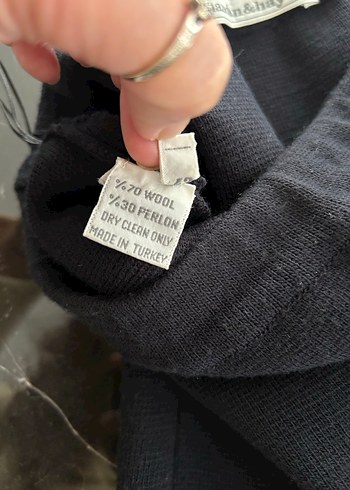 %70 WOOL
%30 PERLON
DRY CLEAN ONLY
MADE IN TURKEY